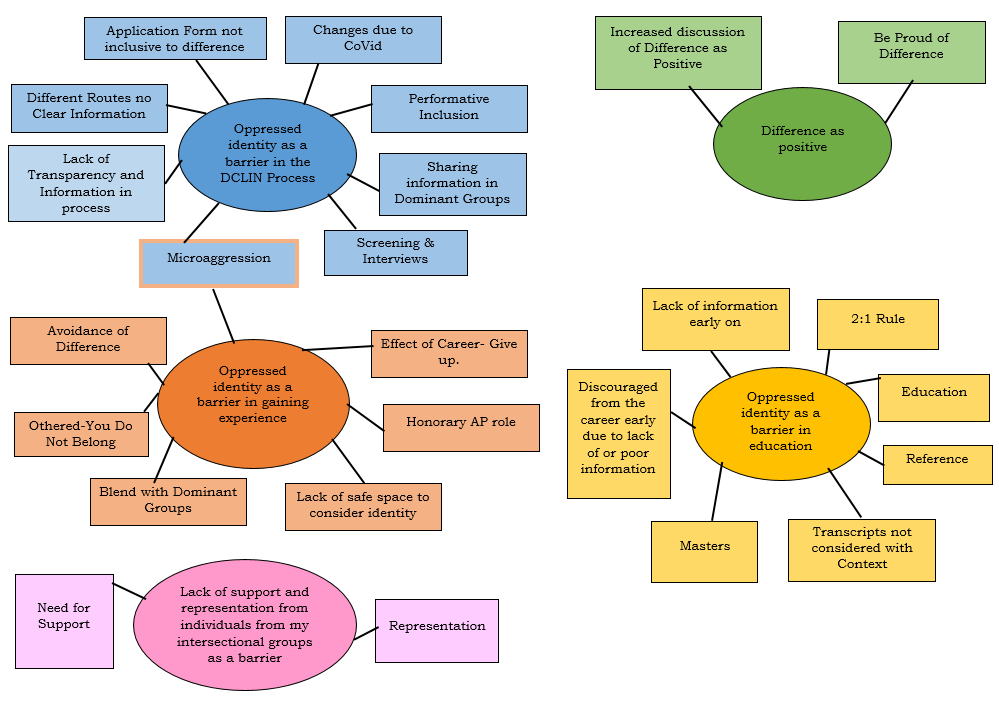 Application Form not
inclusive to difference
Changes due to
CoVid
Different Routes no
Clear Information
Performative
Inclusion
Oppressed
identity as a
barrier in the
DCLIN Process
Lack of
Transparency and
Information in
process
Sharing
information in
Dominant Groups
Screening &
Interviews
Microaggression
Increased discussion
of Difference as
Positive
Be Proud of
Difference
Difference as
positive
Avoidance of
Difference
Effect of Career- Give
up.
Oppressed
identity as a
barrier in gaining
experience
Othered-You Do
Not Belong
Honorary AP role
Blend with Dominant
Groups
Lack of safe space to
consider identity
Lack of information
early on
2:1 Rule
Discouraged
from the
career early
due to lack
of or poor
information
Oppressed
identity as a
barrier in
education
Education
Reference
Masters
Transcripts not
considered with
Context
Need for
Support
Lack of support and
representation from
individuals from my
intersectional groups
as a barrier
Representation